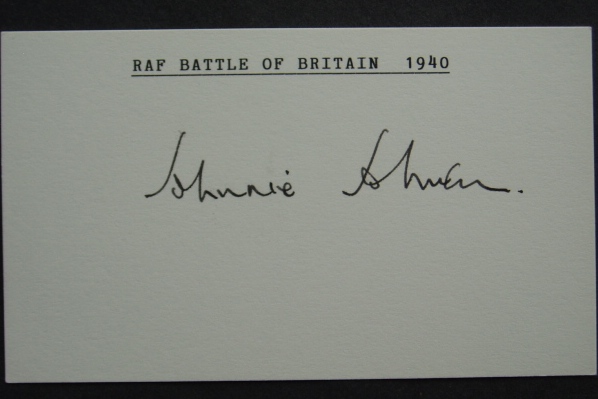 RAF BATTLE OF BRITAIN 1940
Johnnie